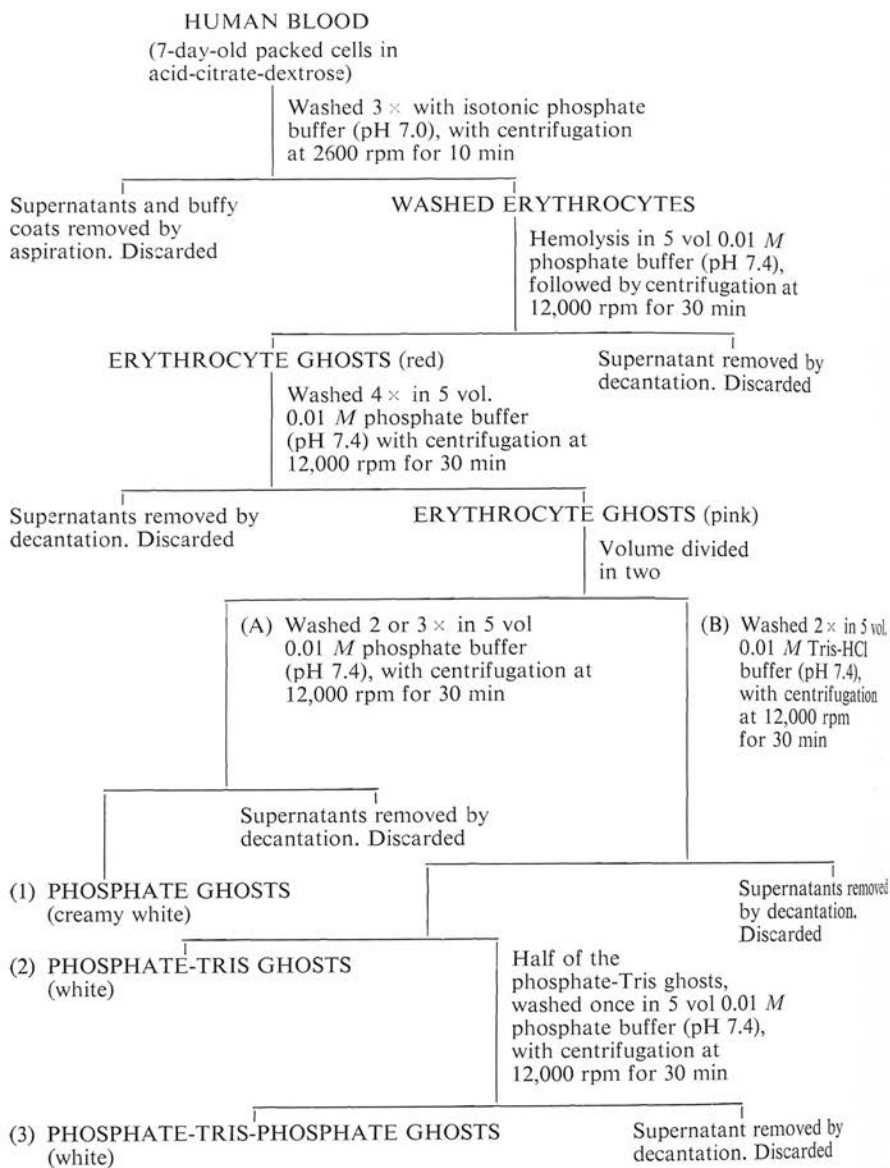 HUMAN BLOOD
(7-day-old packed cells in
acid-citrate-dextrose)
Washed 3 × with isotonic phosphate
buffer (pH 7.0), with centrifugation
at 2600 rpm for 10 min
Supernatants and buffy
coats removed by
aspiration. Discarded
WASHED ERYTHROCYTES
Hemolysis in 5 vol 0.01 M
phosphate buffer (pH 7.4),
followed by centrifugation at
12,000 rpm for 30 min
ERYTHROCYTE GHOSTS (red)
Supernatant removed by
decantation. Discarded
Washed 4 × in 5 vol.
0.01 M phosphate buffer
(pH 7.4) with centrifugation at
12,000 rpm for 30 min
Supernatants removed by
decantation. Discarded
ERYTHROCYTE GHOSTS (pink)
Volume divided
in two
(A) Washed 2 or 3 × in 5 vol
0.01 M phosphate buffer
(pH 7.4), with centrifugation at
12,000 rpm for 30 min
(B) Washed 2 × in 5 vol.
0.01 M Tris-HCl
buffer (pH 7.4),
with centrifugation
at 12,000 rpm
for 30 min
Supernatants removed by
decantation. Discarded
(1) PHOSPHATE GHOSTS
(creamy white)
Supernatants removed
by decantation.
Discarded
(2) PHOSPHATE-TRIS GHOSTS
(white)
Half of the
phosphate-Tris ghosts,
washed once in 5 vol 0.01 M
phosphate buffer (pH 7.4),
with centrifugation at
12,000 rpm for 30 min
(3) PHOSPHATE-TRIS-PHOSPHATE GHOSTS
(white)
Supernatant removed by
decantation. Discarded